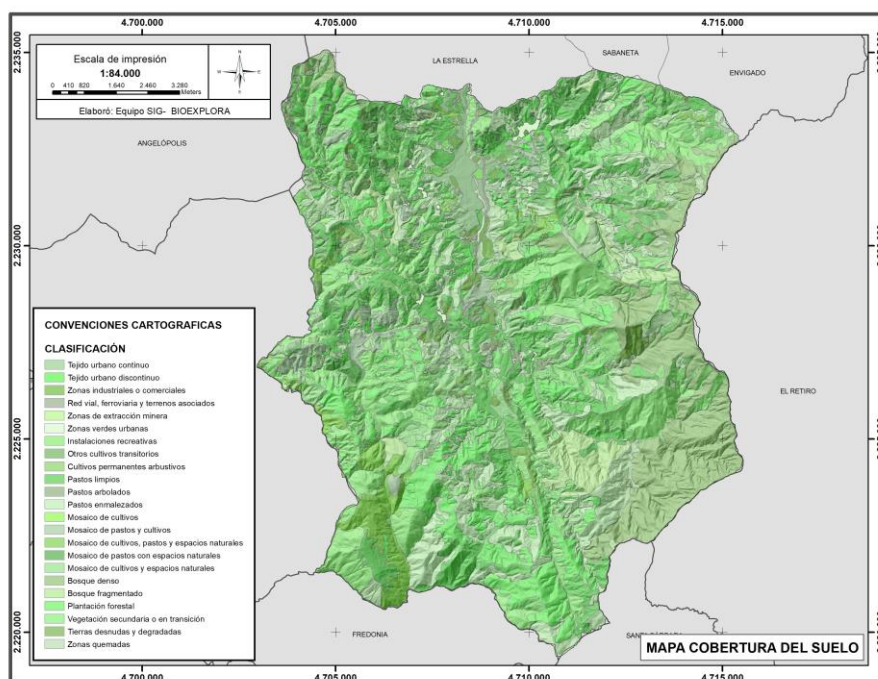 4.700.000 4.705.000 4.710.000 4.715.000
2.235.000
Escala de impresión
1:84.000
0 410 820 1.640 2.460 3.280
Meters
N
W E
S
Elaboró: Equipo SIG- BIOEXPLORA
LA ESTRELLA
SABANETA
ENVIGADO
ANGELÓPOLIS
2.230.000
EL RETIRO
2.225.000
CONVENCIONES CARTOGRAFICAS
CLASIFICACIÓN
Tejido urbano continuo
Tejido urbano discontinuo
Zonas industriales o comerciales
Red vial, ferroviaria y terrenos asociados
Zonas de extracción minera
Zonas verdes urbanas
Instalaciones recreativas
Otros cultivos transitorios
Cultivos permanentes arbustivos
Pastos limpios
Pastos arbolados
Pastos enmalezados
Mosaico de cultivos
Mosaico de pastos y cultivos
Mosaico de cultivos, pastos y espacios naturales
Mosaico de pastos con espacios naturales
Mosaico de cultivos y espacios naturales
Bosque denso
Bosque fragmentado
Plantación forestal
Vegetación secundaria o en transición
Tierras desnudas y degradadas
Zonas quemadas
2.220.000
FREDONIA
MAPA COBERTURA DEL SUELO
4.700.000 4.705.000 4.710.000 4.715.000